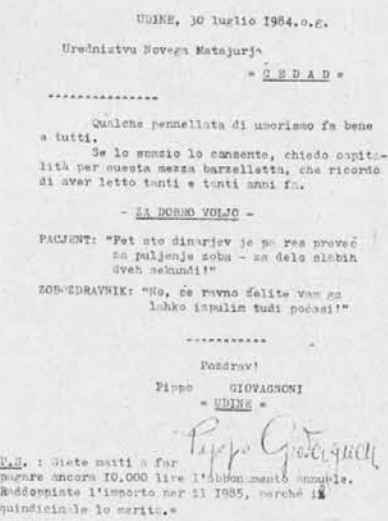 UDINE, 30 luglio 1984.o.g.
Uredništvu Novega Matajurja
= ČEDAD =
Qualche pennellata di umorismo fa bene
a tutti.
Se lo spazio lo consente, chiedo ospita-
lità per questa mezza barzelletta, che ricordo
di aver letto tanti e tanti anni fa.
- ZA DOBRO VOLJO -
PACJENT: "Pet sto dinarjev je pa res preveč
za puljenje zoba - za delo slabih
dveh sekundi!"
ZOBOZDRAVNIK: "No, če ravno želite vam ga
lahko ispulim tudi počasi!"
Pozdrav!
Pippo GIOVAGNONI
= UDINE =
Pippo Giovagnoni
P.S. : Siete matti a far
pagare ancora 10.000 lire l'abbonamento annuale.
Raddoppiate l'importo per il 1985, perché il
quindicinale lo merita.=